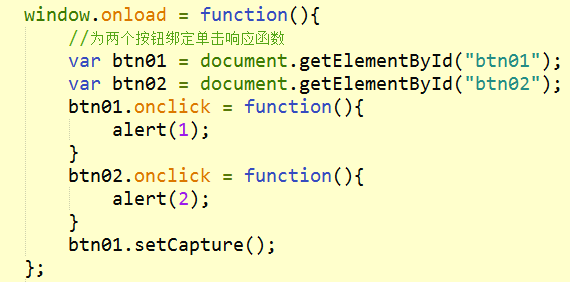 window.onload = function(){
//为两个按钮绑定单击响应函数
var btn01 = document.getElementById("btn01");
var btn02 = document.getElementById("btn02");
btn01.onclick = function(){
alert(1);
}
btn02.onclick = function(){
alert(2);
}
btn01.setCapture();
};